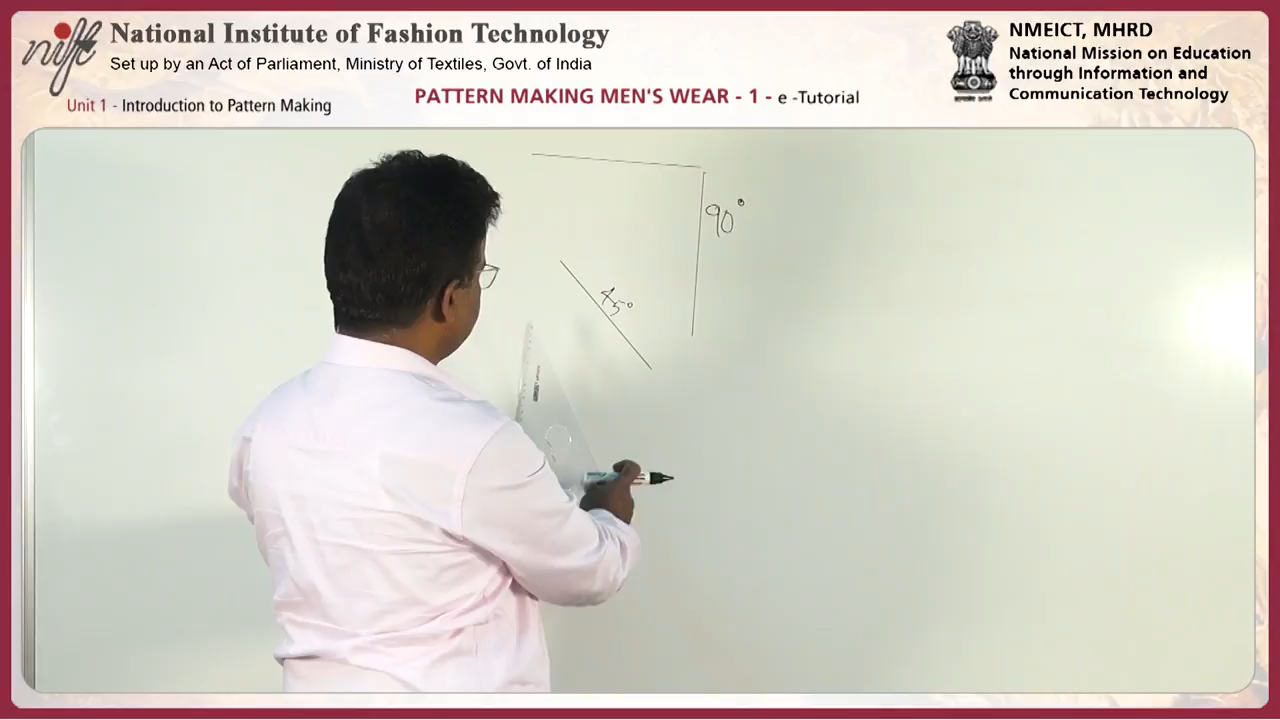 nift
National Institute of Fashion Technology
Set up by an Act of Parliament, Ministry of Textiles, Govt. of India
Unit 1 - Introduction to Pattern Making
PATTERN MAKING MEN'S WEAR - 1 - e -Tutorial
NMEICT, MHRD
National Mission on Education
through Information and
Communication Technology
90°
45°